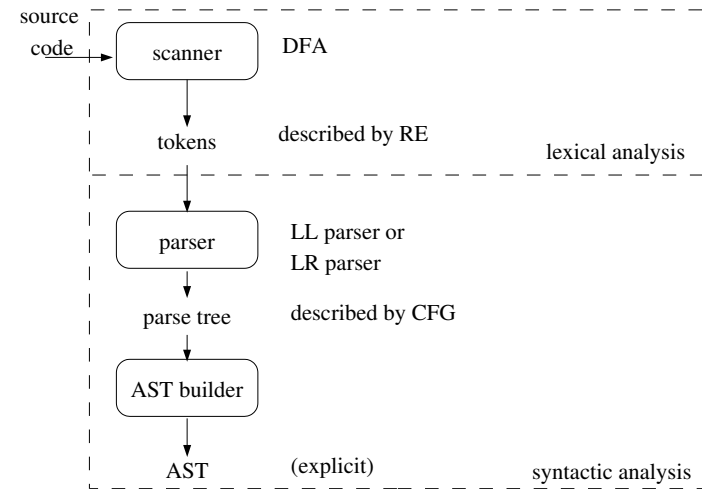 source
code
scanner
DFA
tokens
described by RE
lexical analysis
parser
LL parser or
LR parser
parse tree
described by CFG
AST builder
AST
(explicit)
syntactic analysis